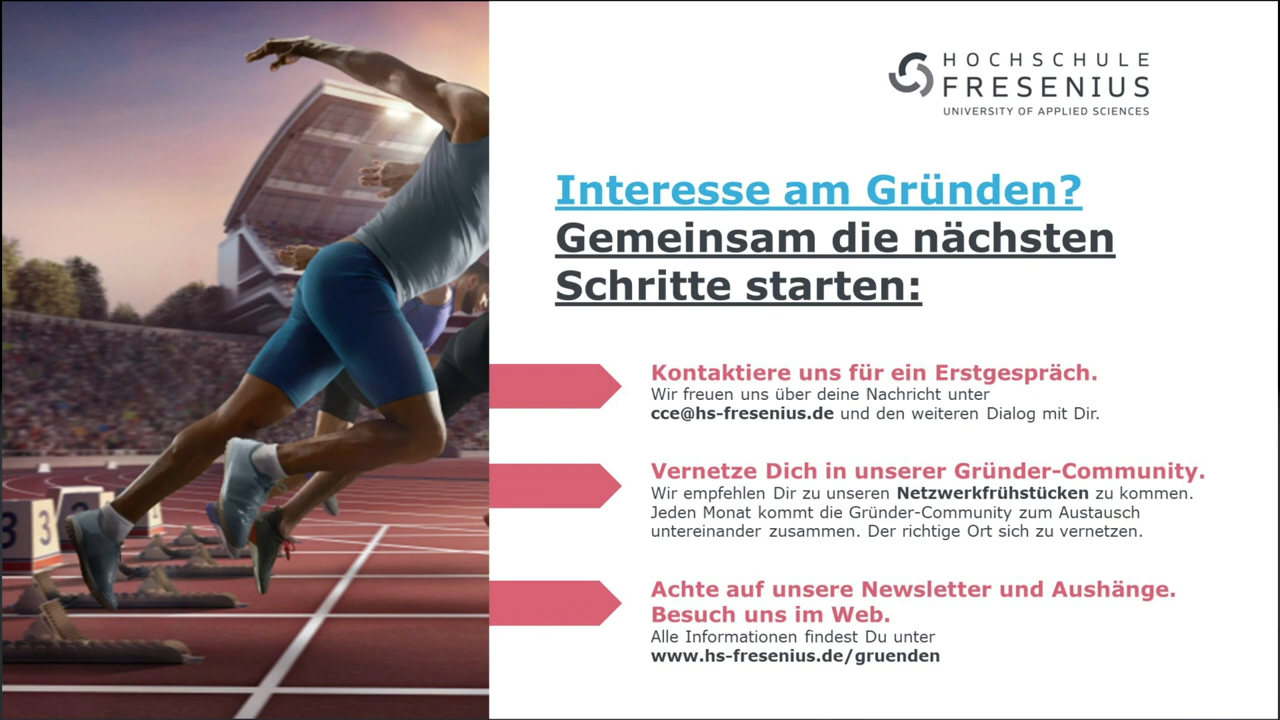 HOCHSCHULE
FRESENIUS
UNIVERSITY OF APPLIED SCIENCES
Interesse am Gründen?
Gemeinsam die nächsten
Schritte starten:
Kontaktiere uns für ein Erstgespräch.
Wir freuen uns über deine Nachricht unter
cce@hs-fresenius.de und den weiteren Dialog mit Dir.
Vernetze Dich in unserer Gründer-Community.
Wir empfehlen Dir zu unseren Netzwerkfrühstücken zu kommen.
Jeden Monat kommt die Gründer-Community zum Austausch
untereinander zusammen. Der richtige Ort sich zu vernetzen.
Achte auf unsere Newsletter und Aushänge.
Besuch uns im Web.
Alle Informationen findest Du unter
www.hs-fresenius.de/gruenden
3 3